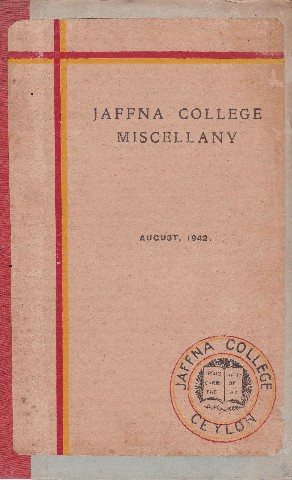 JAFFNA COLLEGE
MISCELLANY
AUGUST, 1942.
JAFFNA COLLEGE
CEYLON